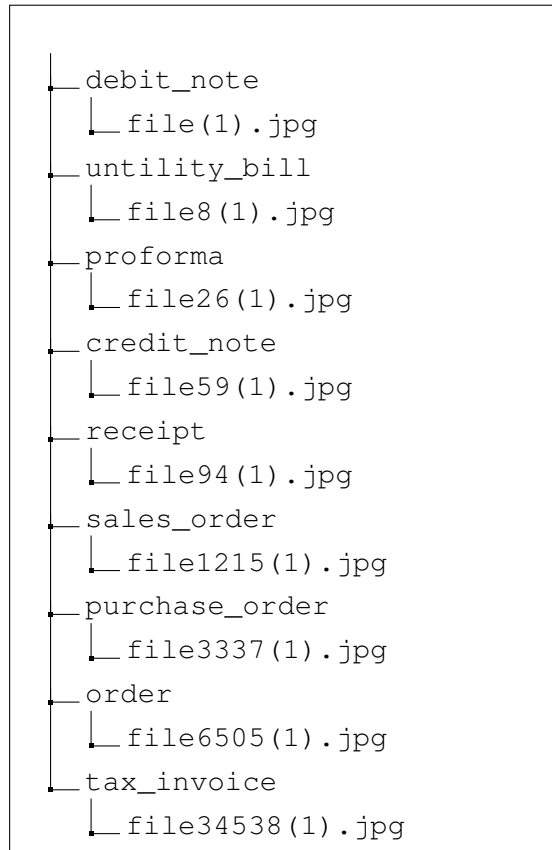 debit_note
file(1).jpg
untility_bill
file8(1).jpg
proforma
file26(1).jpg
credit_note
file59(1).jpg
receipt
file94(1).jpg
sales_order
file1215(1).jpg
purchase_order
file3337(1).jpg
order
file6505(1).jpg
tax_invoice
file34538(1).jpg